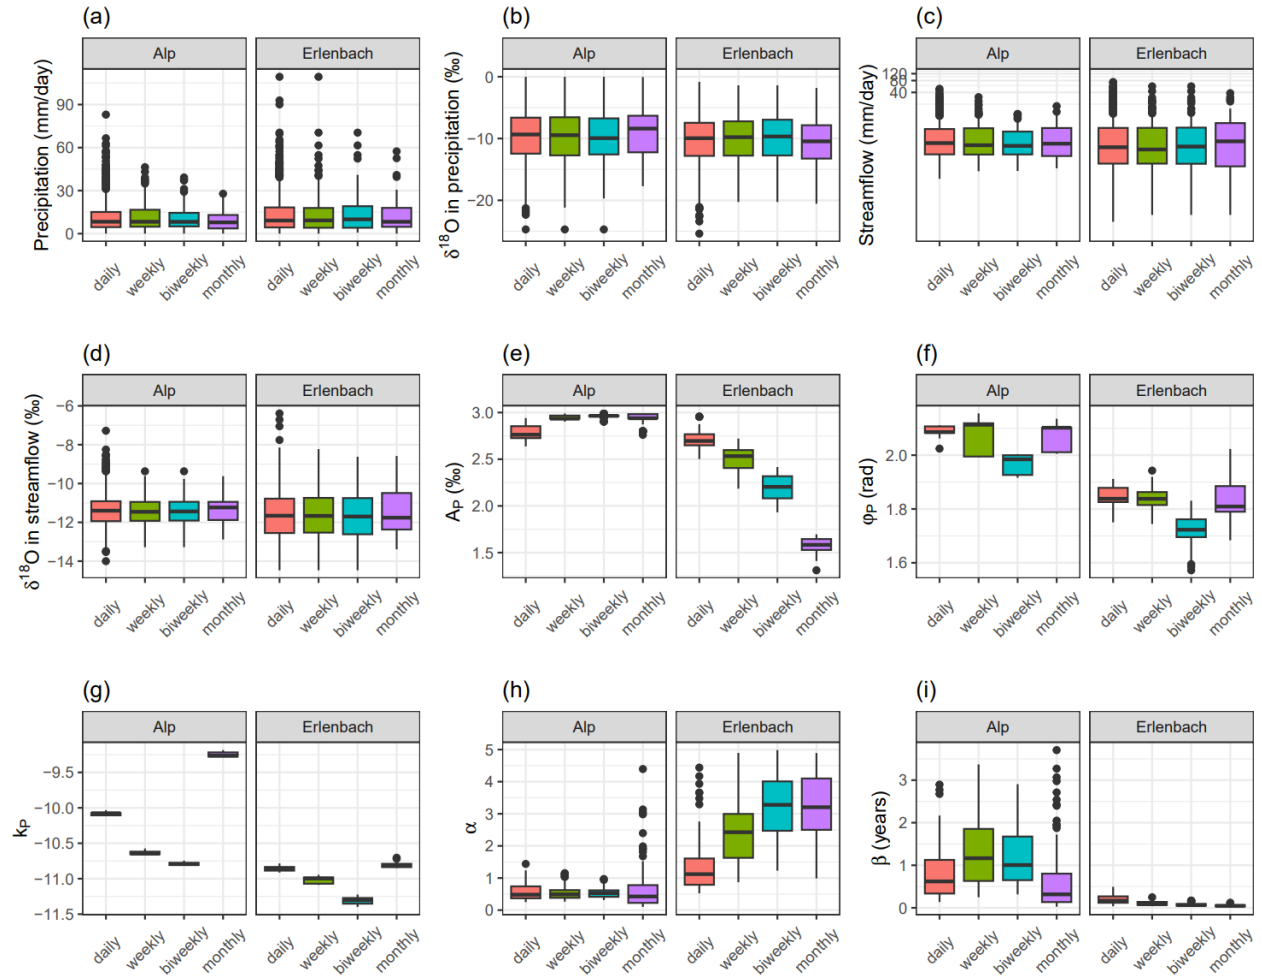 (a)
(b)
(c)
Alp
Erlenbach
Alp
Erlenbach
Alp
Erlenbach
Precipitation (mm/day)
90
60
30
0
δ¹⁸O in precipitation (‰)
0
−10
−20
Streamflow (mm/day)
120
80
40
daily
weekly
biweekly
monthly
daily
weekly
biweekly
monthly
daily
weekly
biweekly
monthly
daily
weekly
biweekly
monthly
daily
weekly
biweekly
monthly
daily
weekly
biweekly
monthly
(d)
(e)
(f)
Alp
Erlenbach
Alp
Erlenbach
Alp
Erlenbach
δ¹⁸O in streamflow (‰)
−6
−8
−10
−12
−14
Aₚ (‰)
3.0
2.5
2.0
1.5
φₚ (rad)
2.0
1.8
1.6
daily
weekly
biweekly
monthly
daily
weekly
biweekly
monthly
daily
weekly
biweekly
monthly
daily
weekly
biweekly
monthly
daily
weekly
biweekly
monthly
daily
weekly
biweekly
monthly
(g)
(h)
(i)
Alp
Erlenbach
Alp
Erlenbach
Alp
Erlenbach
kₚ
−9.5
−10.0
−10.5
−11.0
−11.5
α
5
4
3
2
1
0
β (years)
3
2
1
0
daily
weekly
biweekly
monthly
daily
weekly
biweekly
monthly
daily
weekly
biweekly
monthly
daily
weekly
biweekly
monthly
daily
weekly
biweekly
monthly
daily
weekly
biweekly
monthly